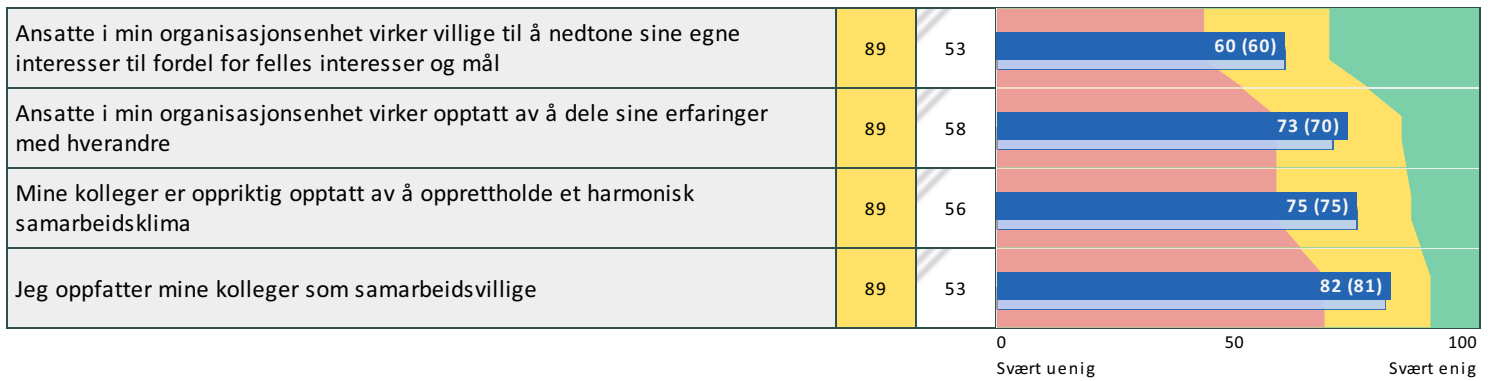 Ansatte i min organisasjonsenhet virker villige til å nedtone sine egne
interesser til fordel for felles interesser og mål
89
53
60 (60)
Ansatte i min organisasjonsenhet virker opptatt av å dele sine erfaringer
med hverandre
89
58
73 (70)
Mine kolleger er oppriktig opptatt av å opprettholde et harmonisk
samarbeidsklima
89
56
75 (75)
Jeg oppfatter mine kolleger som samarbeidsvillige
89
53
82 (81)
0 50 100
Svært uenig Svært enig